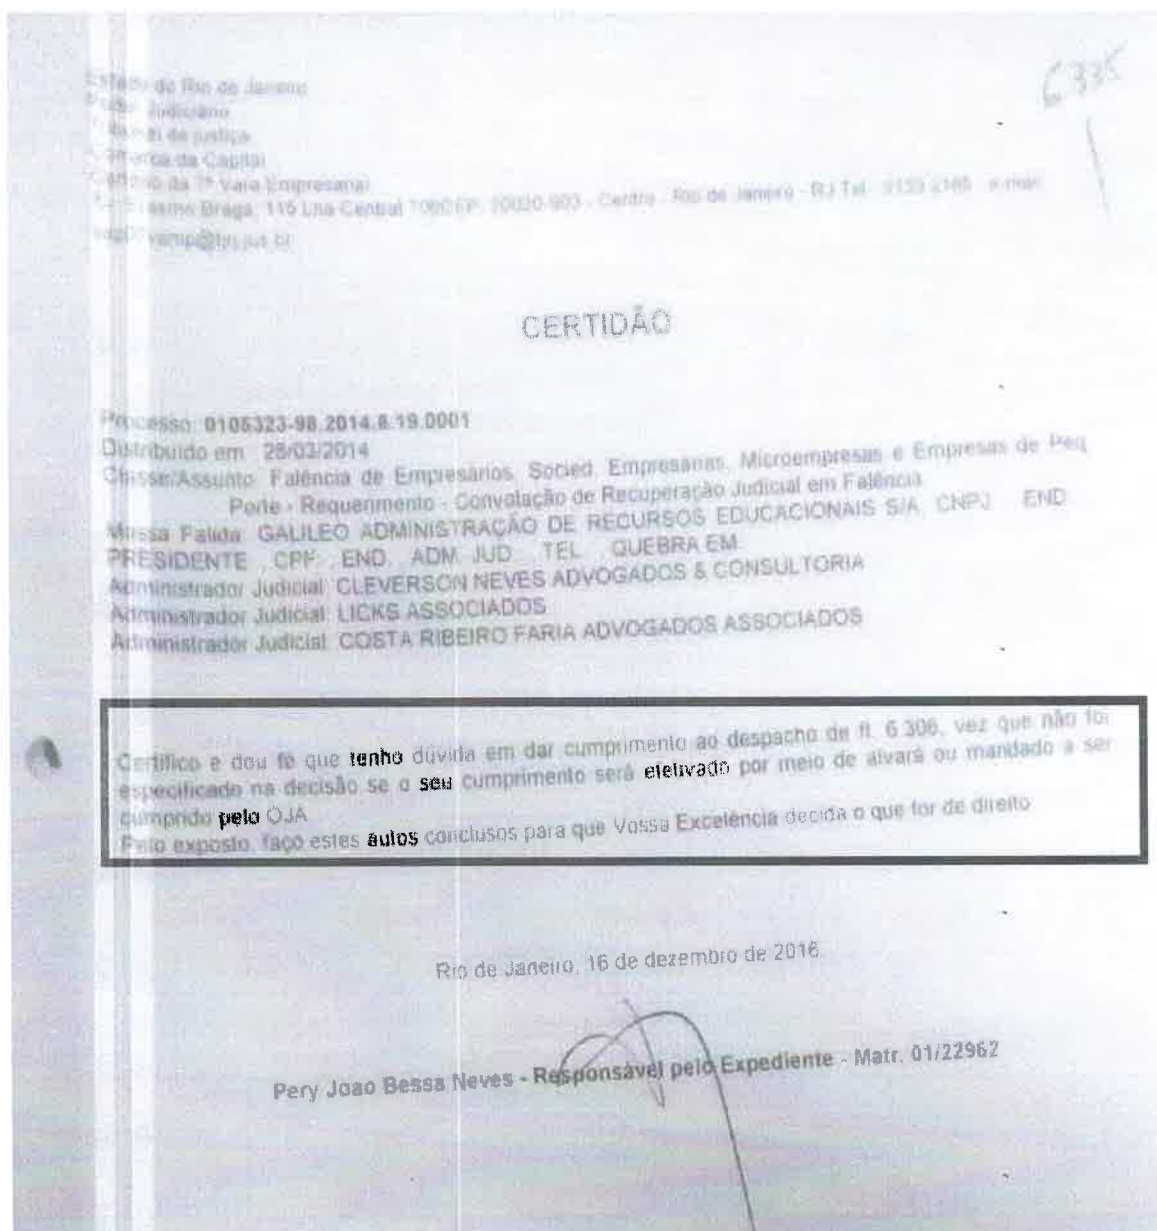 6335
Estado do Rio de Janeiro
Poder Judiciário
Tribunal de Justiça
Comarca da Capital
Cartório da 7ª Vara Empresarial
Erasmo Braga, 115 Lna Central 706CEP: 20020-903 - Centro - Rio de Janeiro - RJ Tel.: 3133 2185 e-mail:
@tjrj.jus.br
CERTIDÃO
Processo: 0105323-98.2014.8.19.0001
Distribuído em: 28/03/2014
Classe/Assunto: Falência de Empresários, Socied. Empresárias, Microempresas e Empresas de Peq.
Porte - Requerimento - Convolação de Recuperação Judicial em Falência
Massa Falida: GALILEO ADMINISTRAÇÃO DE RECURSOS EDUCACIONAIS S/A, CNPJ: END:
PRESIDENTE , CPF , END. ADM. JUD. TEL. , QUEBRA EM:
Administrador Judicial: CLEVERSON NEVES ADVOGADOS & CONSULTORIA
Administrador Judicial: LICKS ASSOCIADOS
Administrador Judicial: COSTA RIBEIRO FARIA ADVOGADOS ASSOCIADOS
Certifico e dou fé que tenho dúvida em dar cumprimento ao despacho de fl. 6.306, vez que não foi
especificado na decisão se o seu cumprimento será efetivado por meio de alvará ou mandado a ser
cumprido pelo OJA.
Pelo exposto, faço estes autos conclusos para que Vossa Excelência decida o que for de direito.
Rio de Janeiro, 16 de dezembro de 2016.
Pery Joao Bessa Neves - Responsável pelo Expediente - Matr. 01/22962